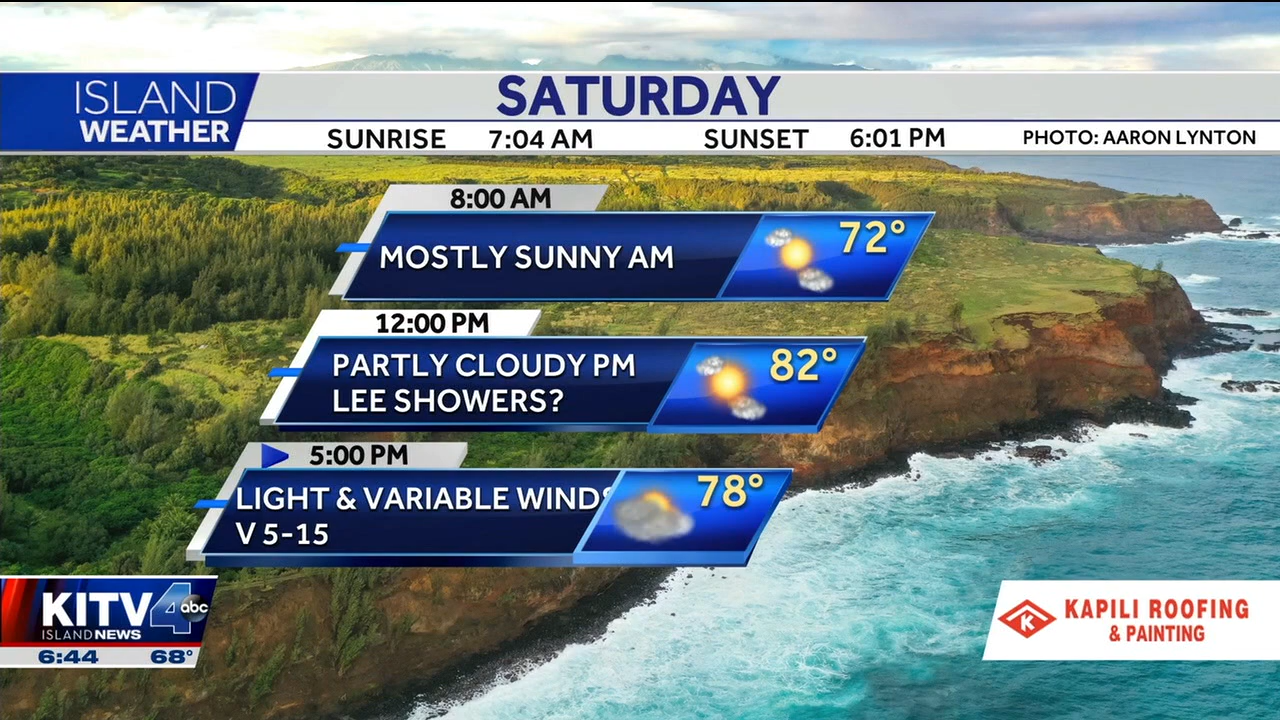 ISLAND
WEATHER
SATURDAY
SUNRISE 7:04 AM SUNSET 6:01 PM PHOTO: AARON LYNTON
8:00 AM
MOSTLY SUNNY AM 72°
12:00 PM
PARTLY CLOUDY PM 82°
LEE SHOWERS?
5:00 PM
LIGHT & VARIABLE WINDS 78°
V 5-15
KITV 4 abc
ISLAND NEWS
6:44 68°
K KAPILI ROOFING
& PAINTING